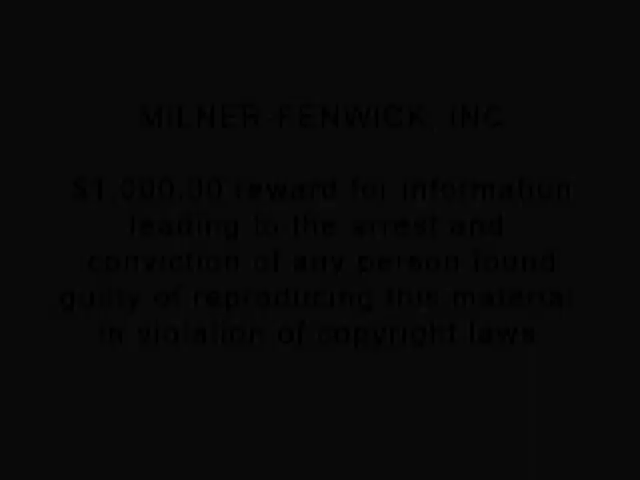 MILNER-FENWICK, INC.
$1,000.00 reward for information
leading to the arrest and
conviction of any person found
guilty of reproducing this material
in violation of copyright laws.